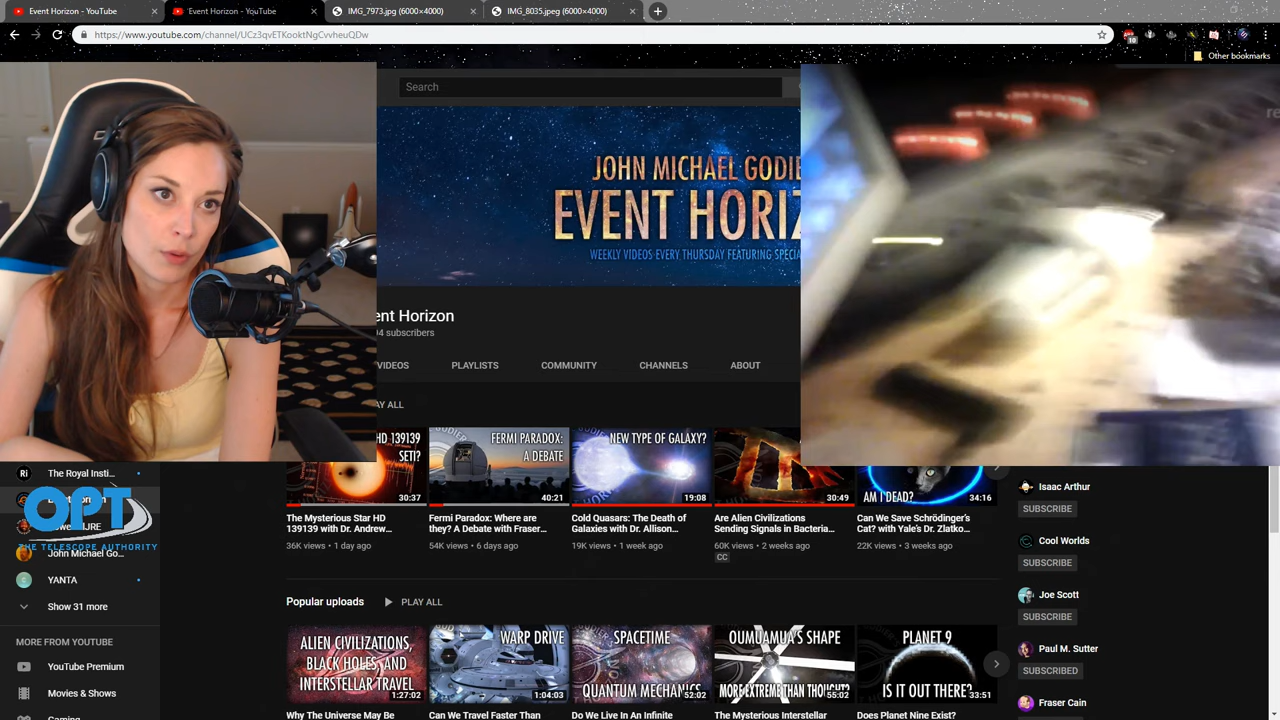 Event Horizon - YouTube
Event Horizon - YouTube
IMG_7973.jpg (6000×4000)
IMG_8035.jpeg (6000×4000)
https://www.youtube.com/channel/UCz3qvETKooktNgCvvheuQDw
10
Other bookmarks
Search
JOHN MICHAEL GODIE
EVENT HORIZ
WEEKLY VIDEOS EVERY THURSDAY FEATURING SPECIA
re
ent Horizon
94 subscribers
VIDEOS
PLAYLISTS
COMMUNITY
CHANNELS
ABOUT
AY ALL
HD 139139
SETI?
30:37
FERMI PARADOX:
A DEBATE
40:21
NEW TYPE OF GALAXY?
19:08
30:49
AM I DEAD?
34:16
The Mysterious Star HD
139139 with Dr. Andrew...
36K views • 1 day ago
Fermi Paradox: Where are
they? A Debate with Fraser...
54K views • 6 days ago
Cold Quasars: The Death of
Galaxies with Dr. Allison...
19K views • 1 week ago
Are Alien Civilizations
Sending Signals in Bacteria...
60K views • 2 weeks ago
CC
Can We Save Schrödinger's
Cat? with Yale's Dr. Zlatko...
22K views • 3 weeks ago
Ri
The Royal Insti...
OPT
THE TELESCOPE AUTHORITY
John Michael Go...
YANTA
Show 31 more
MORE FROM YOUTUBE
YouTube Premium
Movies & Shows
Gaming
Popular uploads
PLAY ALL
ALIEN CIVILIZATIONS,
BLACK HOLES, AND
INTERSTELLAR TRAVEL
1:27:02
WARP DRIVE
1:04:03
SPACETIME
QUANTUM MECHANICS
52:02
OUMUAMUA'S SHAPE
MORE EXTREME THAN THOUGHT?
55:02
PLANET 9
IS IT OUT THERE?
33:51
Why The Universe May Be
Can We Travel Faster Than
Do We Live In An Infinite
The Mysterious Interstellar
Does Planet Nine Exist?
Isaac Arthur
SUBSCRIBE
Cool Worlds
SUBSCRIBE
Joe Scott
SUBSCRIBE
Paul M. Sutter
SUBSCRIBED
Fraser Cain